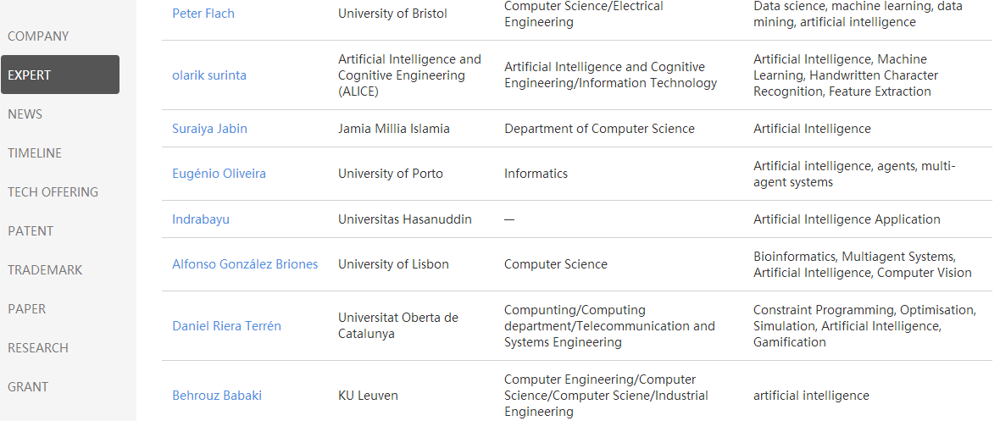 COMPANY
EXPERT
NEWS
TIMELINE
TECH OFFERING
PATENT
TRADEMARK
PAPER
RESEARCH
GRANT
Peter Flach
University of Bristol
Computer Science/Electrical
Engineering
Data science, machine learning, data
mining, artificial intelligence
olarik surinta
Artificial Intelligence and
Cognitive Engineering
(ALICE)
Artificial Intelligence and Cognitive
Engineering/Information Technology
Artificial Intelligence, Machine
Learning, Handwritten Character
Recognition, Feature Extraction
Suraiya Jabin
Jamia Millia Islamia
Department of Computer Science
Artificial Intelligence
Eugénio Oliveira
University of Porto
Informatics
Artificial intelligence, agents, multi-
agent systems
Indrabayu
Universitas Hasanuddin
—
Artificial Intelligence Application
Alfonso González Briones
University of Lisbon
Computer Science
Bioinformatics, Multiagent Systems,
Artificial Intelligence, Computer Vision
Daniel Riera Terrén
Universitat Oberta de
Catalunya
Compunting/Computing
department/Telecommunication and
Systems Engineering
Constraint Programming, Optimisation,
Simulation, Artificial Intelligence,
Gamification
Behrouz Babaki
KU Leuven
Computer Engineering/Computer
Science/Computer Sciene/Industrial
Engineering
artificial intelligence